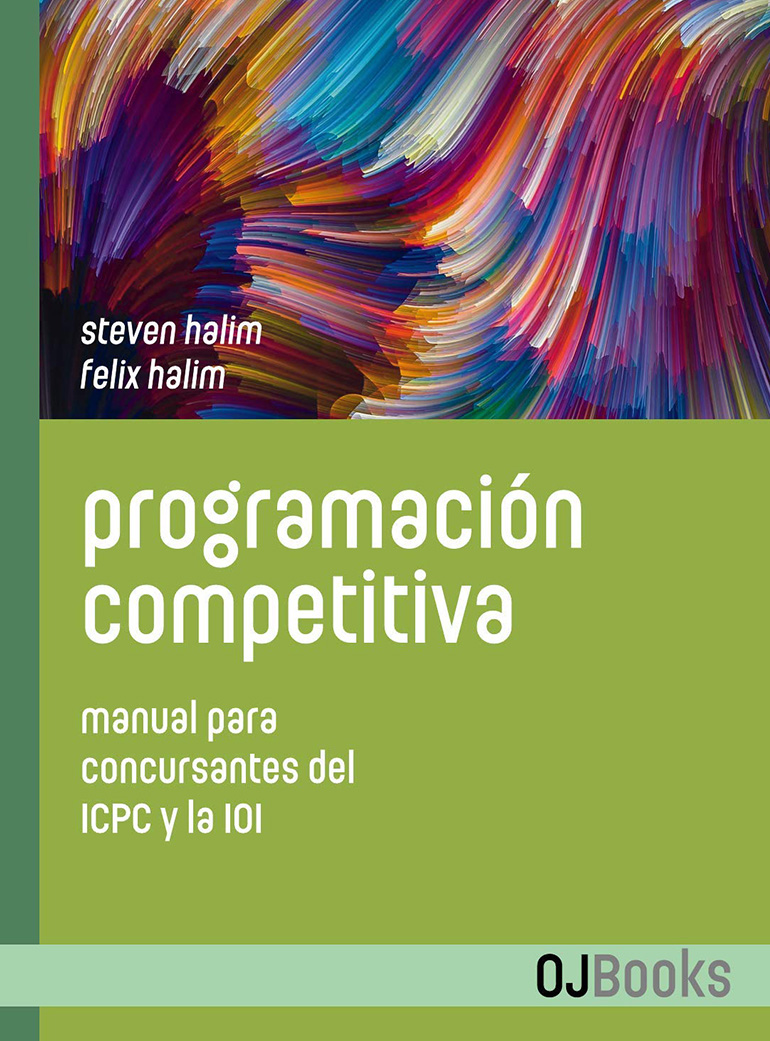 steven halim
felix halim
programación
competitiva
manual para
concursantes del
ICPC y la IOI
OJBooks